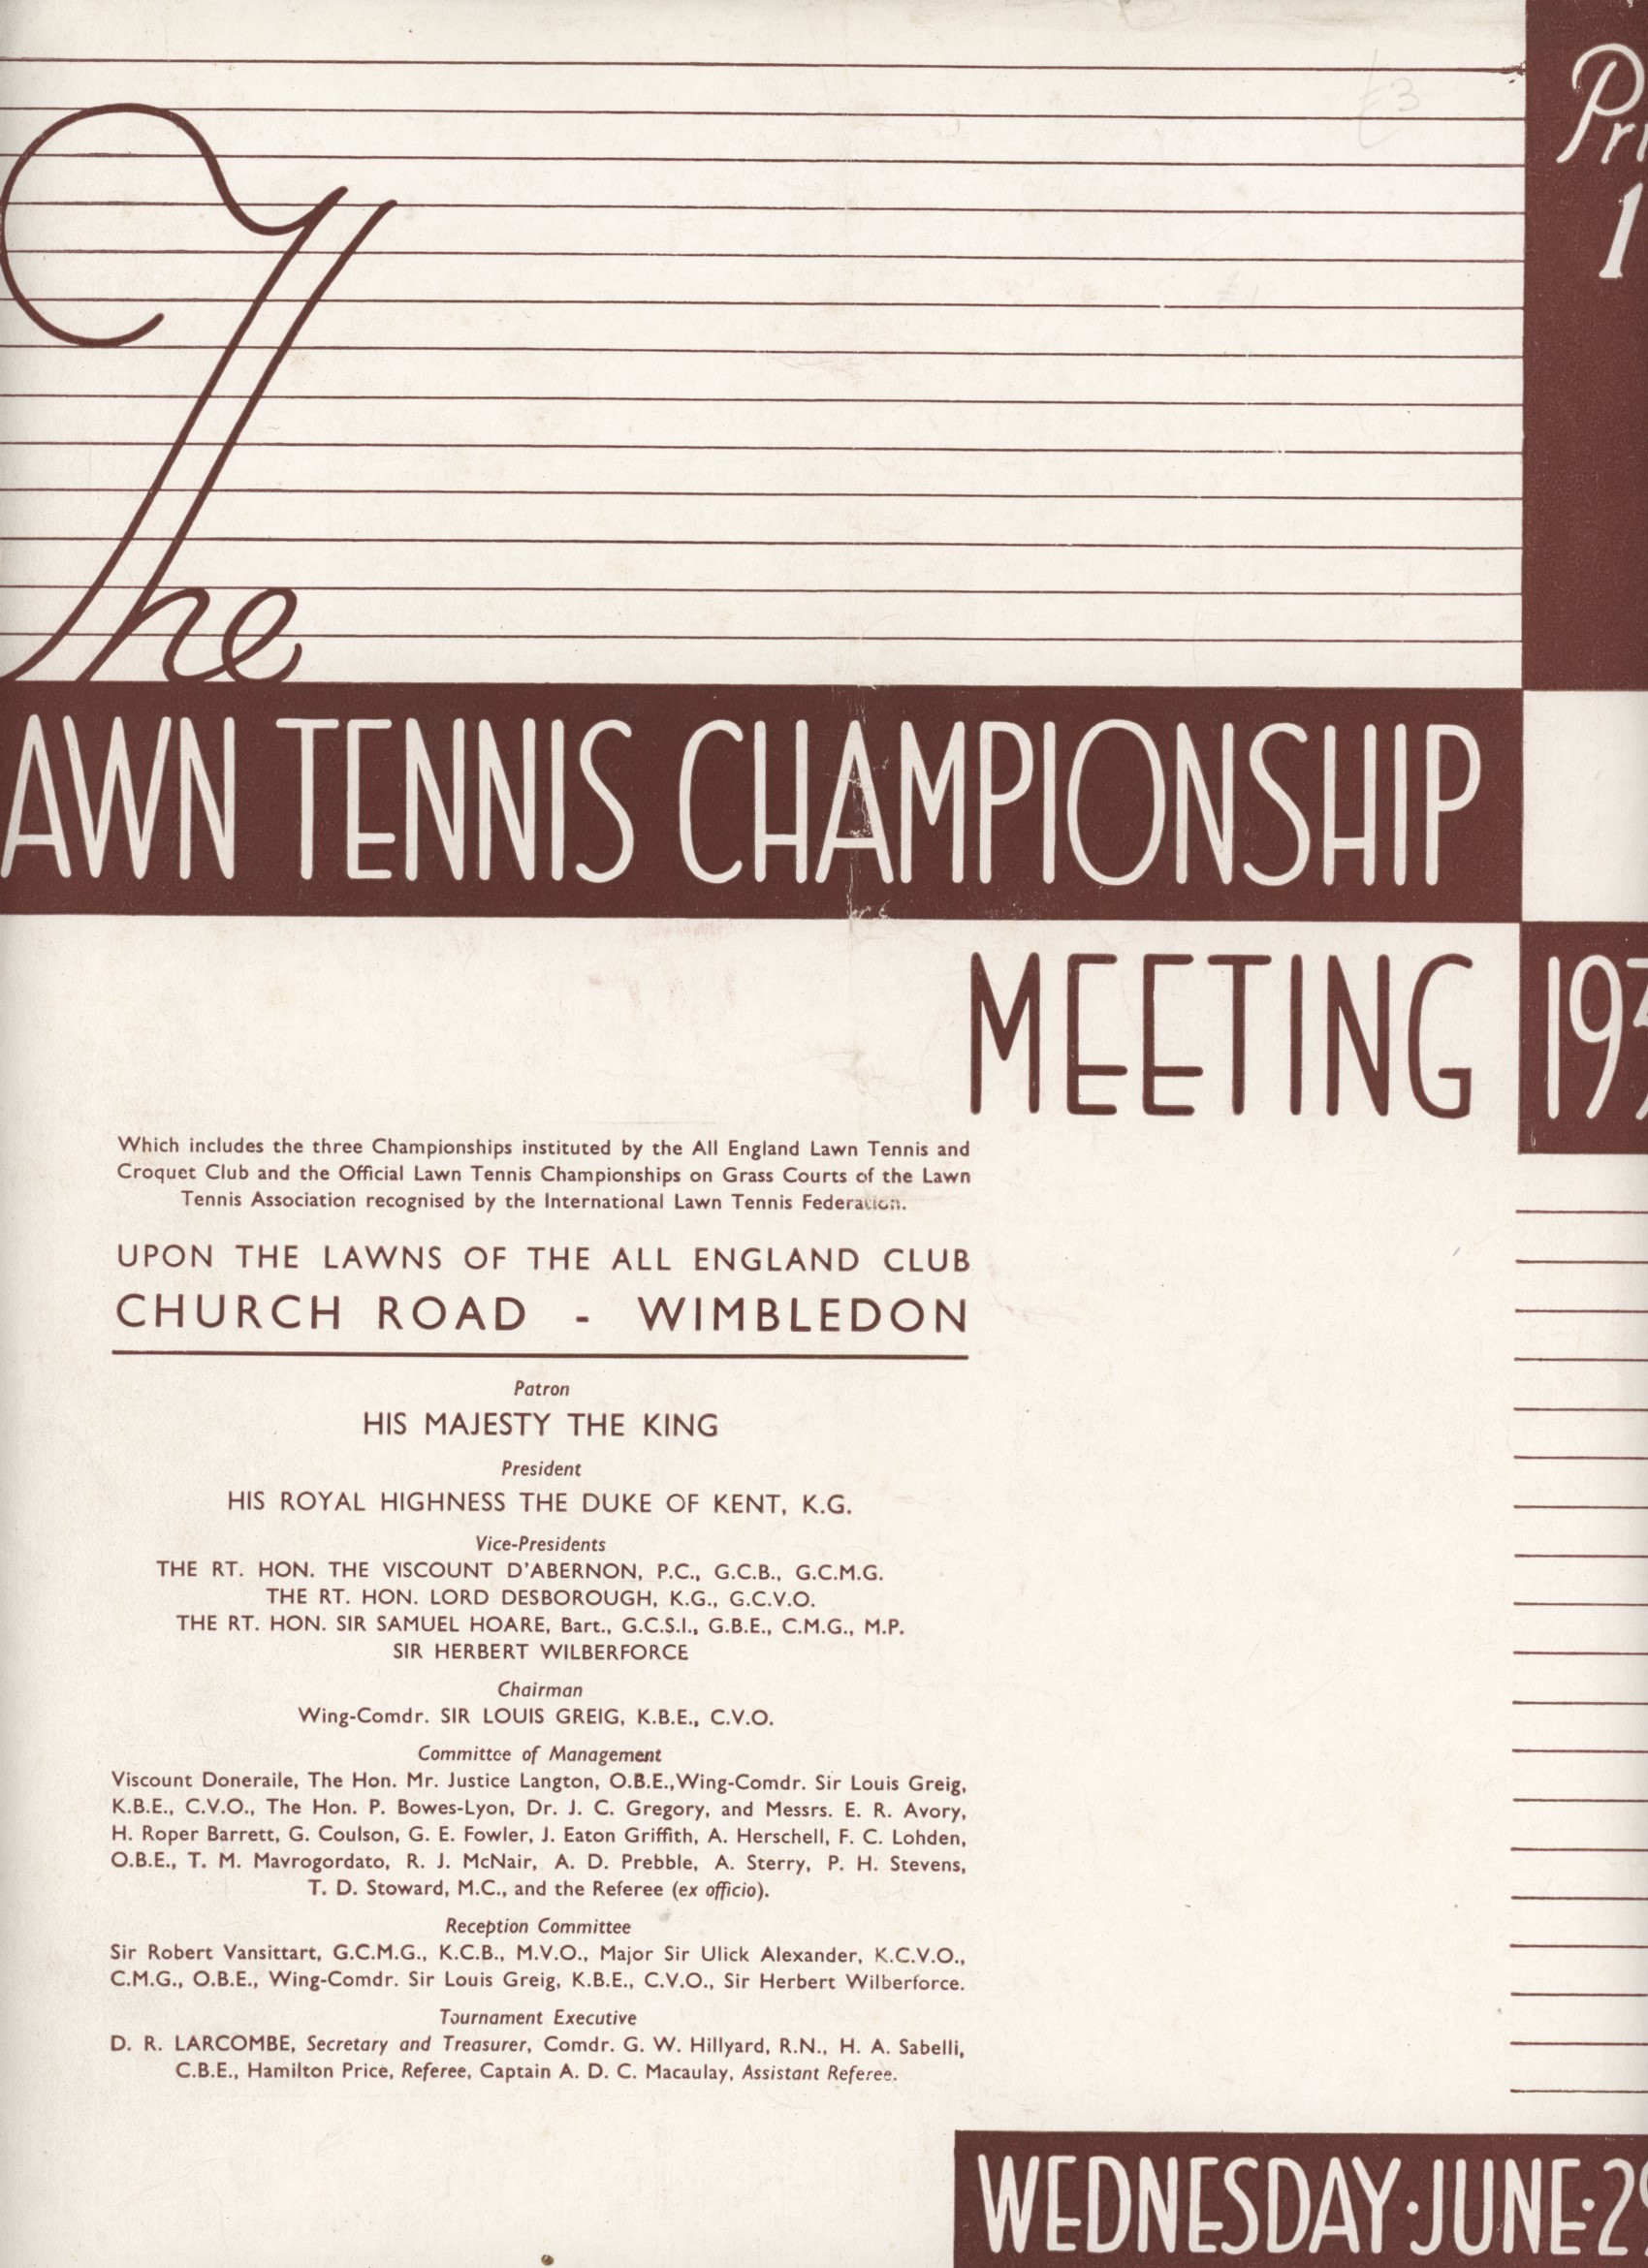 £3
Pri
1
The
AWN TENNIS CHAMPIONSHIP
MEETING 193
Which includes the three Championships instituted by the All England Lawn Tennis and
Croquet Club and the Official Lawn Tennis Championships on Grass Courts of the Lawn
Tennis Association recognised by the International Lawn Tennis Federation.
UPON THE LAWNS OF THE ALL ENGLAND CLUB
CHURCH ROAD - WIMBLEDON
Patron
HIS MAJESTY THE KING
President
HIS ROYAL HIGHNESS THE DUKE OF KENT, K.G.
Vice-Presidents
THE RT. HON. THE VISCOUNT D'ABERNON, P.C., G.C.B., G.C.M.G.
THE RT. HON. LORD DESBOROUGH, K.G., G.C.V.O.
THE RT. HON. SIR SAMUEL HOARE, Bart., G.C.S.I., G.B.E., C.M.G., M.P.
SIR HERBERT WILBERFORCE
Chairman
Wing-Comdr. SIR LOUIS GREIG, K.B.E., C.V.O.
Committee of Management
Viscount Doneraile, The Hon. Mr. Justice Langton, O.B.E., Wing-Comdr. Sir Louis Greig,
K.B.E., C.V.O., The Hon. P. Bowes-Lyon, Dr. J. C. Gregory, and Messrs. E. R. Avory,
H. Roper Barrett, G. Coulson, G. E. Fowler, J. Eaton Griffith, A. Herschell, F. C. Lohden,
O.B.E., T. M. Mavrogordato, R. J. McNair, A. D. Prebble, A. Sterry, P. H. Stevens,
T. D. Stoward, M.C., and the Referee (ex officio).
Reception Committee
Sir Robert Vansittart, G.C.M.G., K.C.B., M.V.O., Major Sir Ulick Alexander, K.C.V.O.,
C.M.G., O.B.E., Wing-Comdr. Sir Louis Greig, K.B.E., C.V.O., Sir Herbert Wilberforce.
Tournament Executive
D. R. LARCOMBE, Secretary and Treasurer, Comdr. G. W. Hillyard, R.N., H. A. Sabelli,
C.B.E., Hamilton Price, Referee, Captain A. D. C. Macaulay, Assistant Referee.
WEDNESDAY·JUNE·29